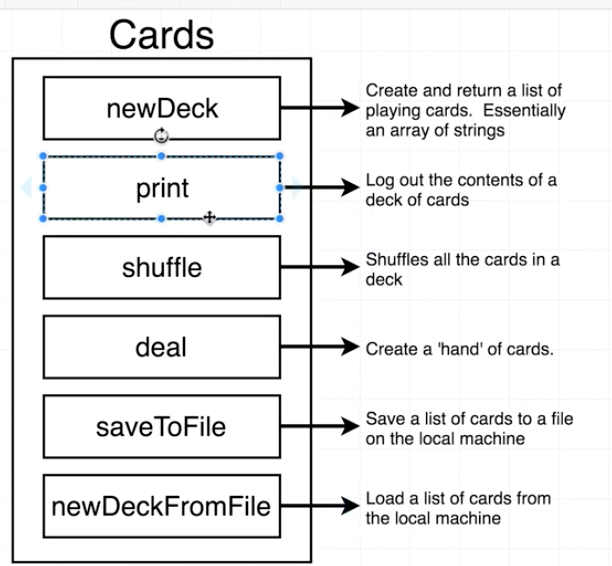 Cards
newDeck
Create and return a list of
playing cards.  Essentially
an array of strings
print
Log out the contents of a
deck of cards
shuffle
Shuffles all the cards in a
deck
deal
Create a 'hand' of cards.
saveToFile
Save a list of cards to a file
on the local machine
newDeckFromFile
Load a list of cards from
the local machine